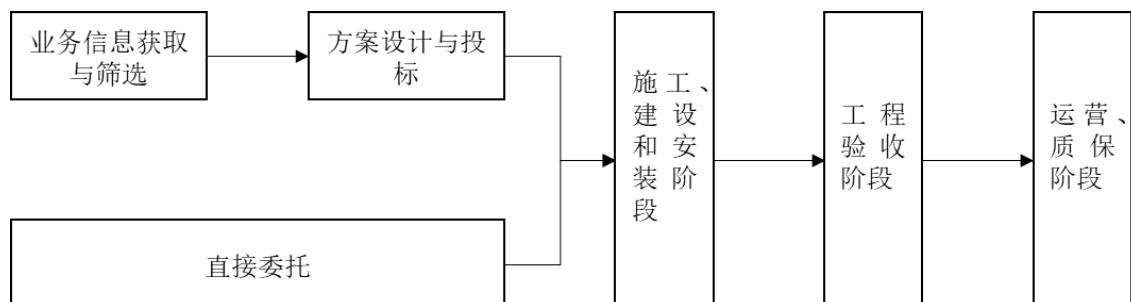 业务信息获取
与筛选
方案设计与投
标
直接委托
施工、
建设
和安
装阶
段
工程
验收
阶段
运营、
质保
阶段